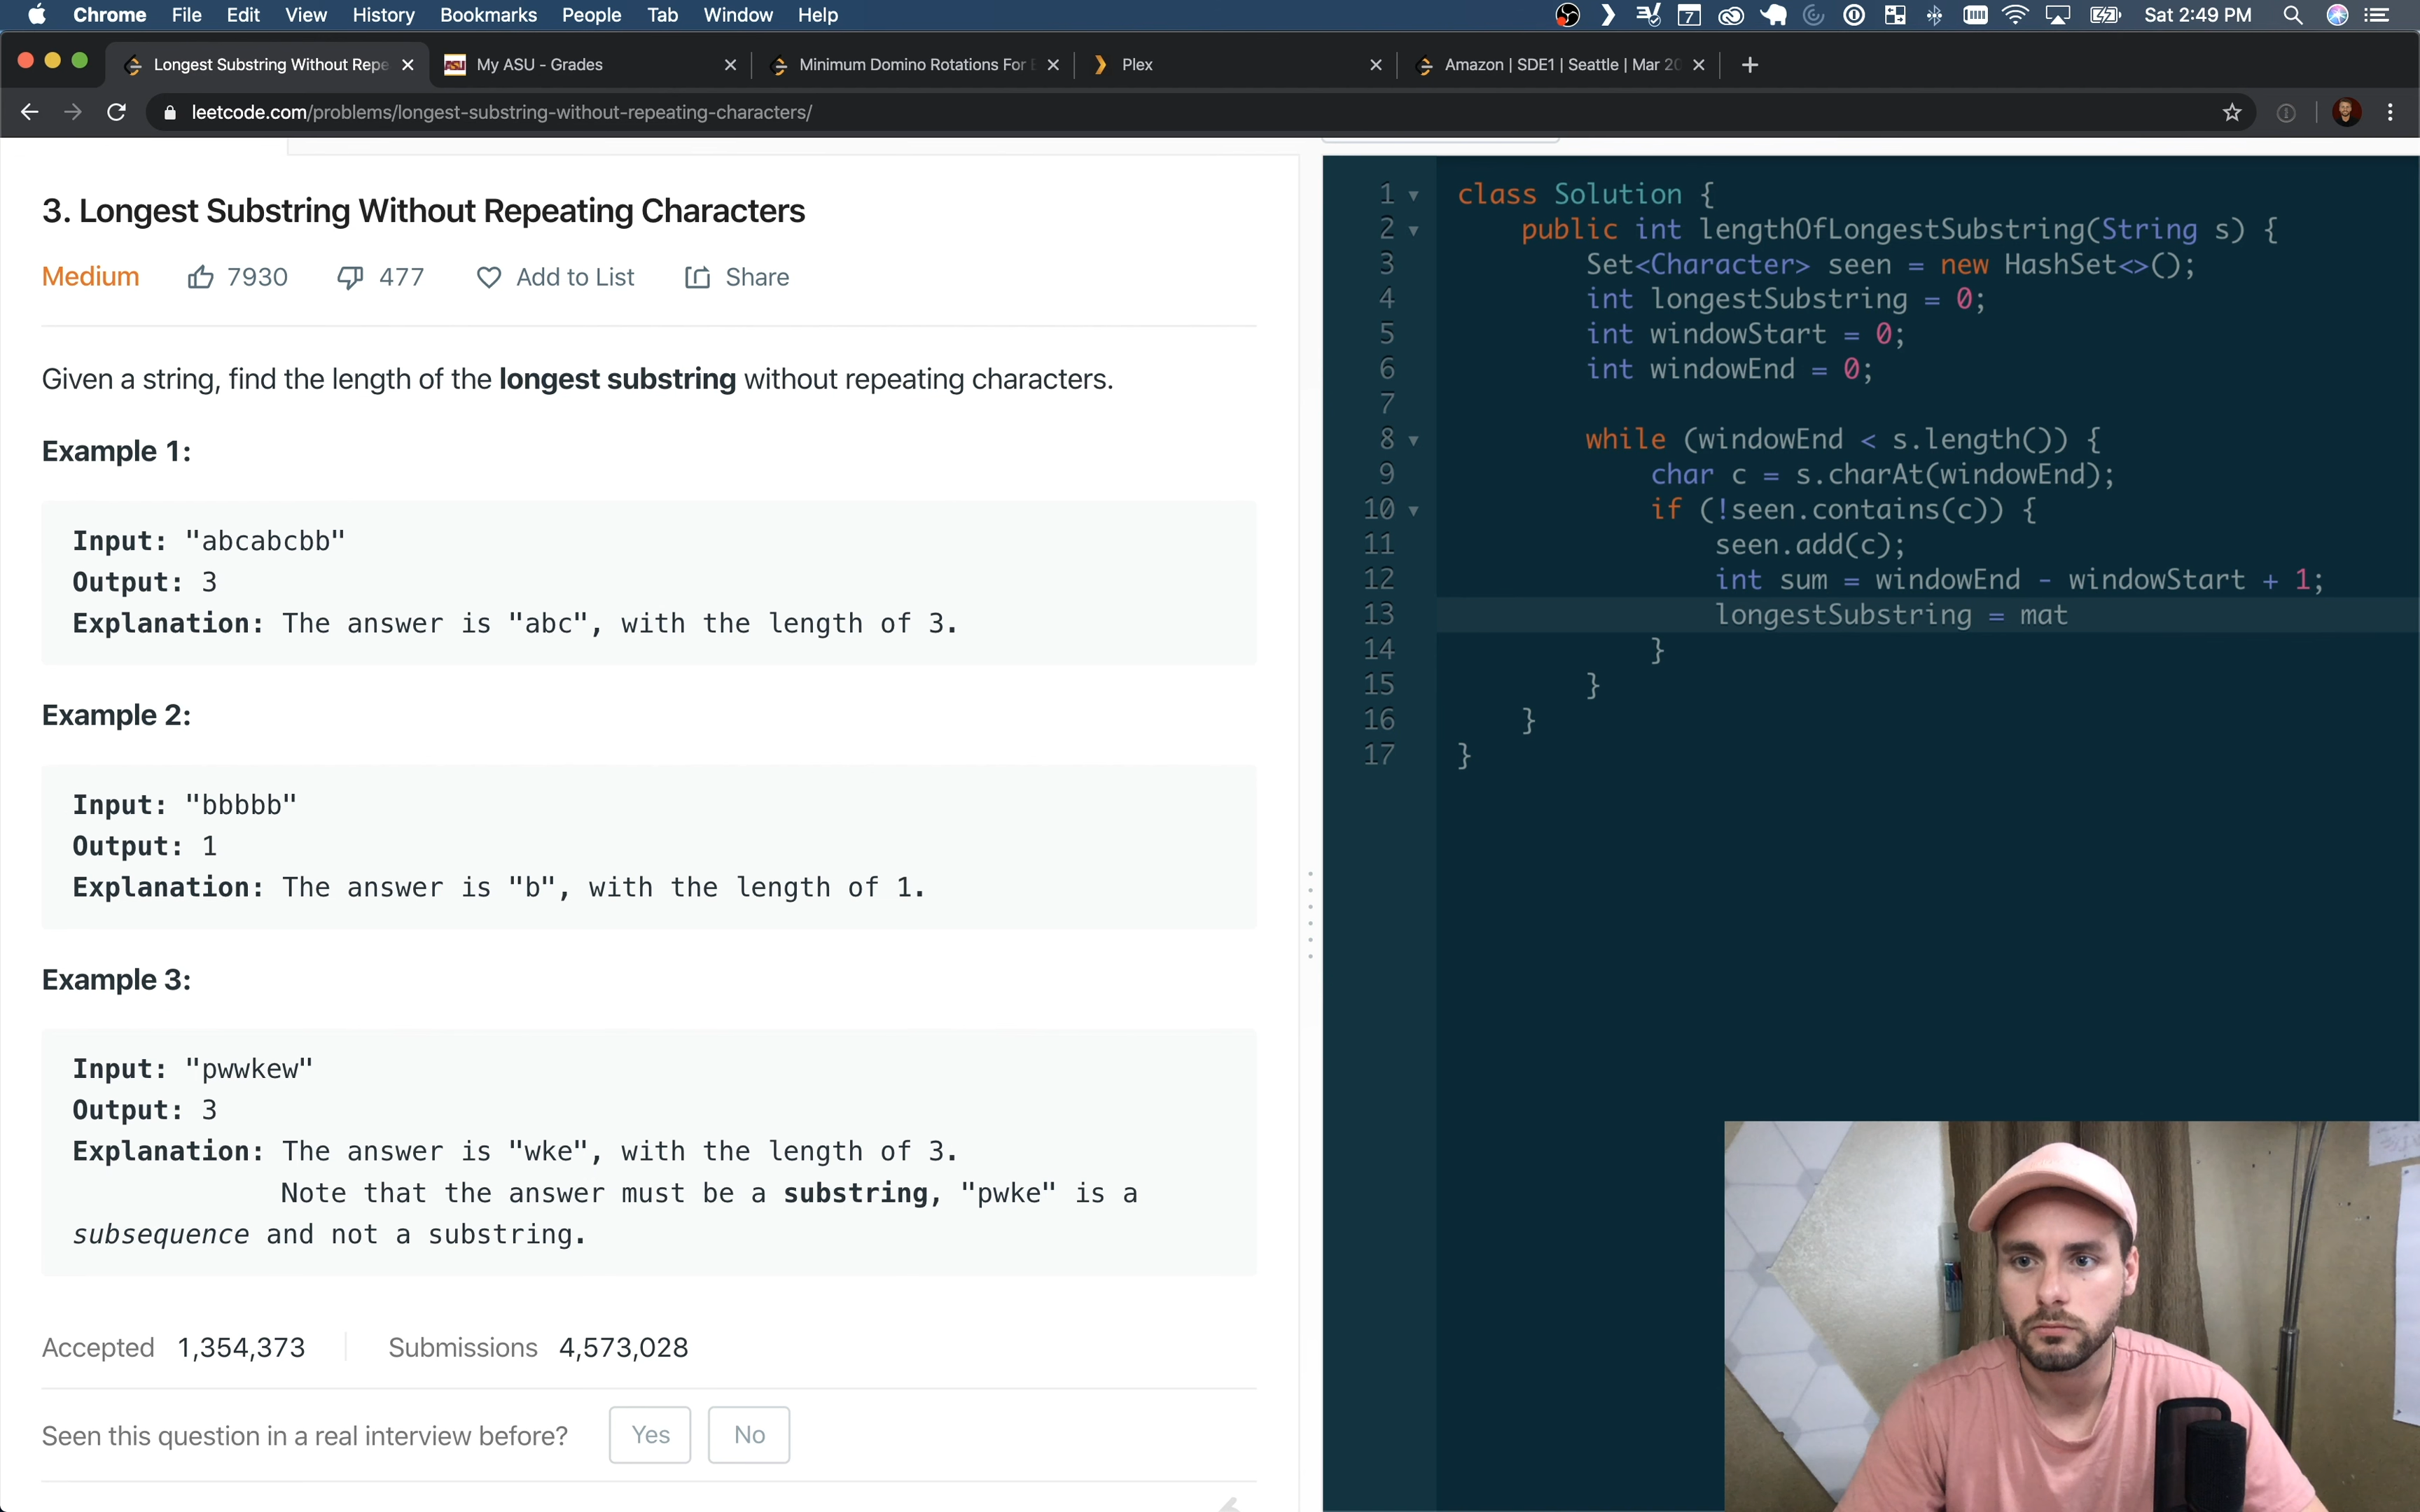 Chrome File Edit View History Bookmarks People Tab Window Help 7 Sat 2:49 PM
Longest Substring Without Repe ASU My ASU - Grades Minimum Domino Rotations For E Plex Amazon | SDE1 | Seattle | Mar 20
leetcode.com/problems/longest-substring-without-repeating-characters/
3. Longest Substring Without Repeating Characters
Medium 7930 477 Add to List Share
Given a string, find the length of the longest substring without repeating characters.
Example 1:
Input: "abcabcbb"
Output: 3
Explanation: The answer is "abc", with the length of 3.
Example 2:
Input: "bbbbb"
Output: 1
Explanation: The answer is "b", with the length of 1.
Example 3:
Input: "pwwkew"
Output: 3
Explanation: The answer is "wke", with the length of 3.
Note that the answer must be a substring, "pwke" is a
subsequence and not a substring.
Accepted 1,354,373 Submissions 4,573,028
Seen this question in a real interview before? Yes No
1 class Solution {
2 public int lengthOfLongestSubstring(String s) {
3 Set<Character> seen = new HashSet<>();
4 int longestSubstring = 0;
5 int windowStart = 0;
6 int windowEnd = 0;
7
8 while (windowEnd < s.length()) {
9 char c = s.charAt(windowEnd);
10 if (!seen.contains(c)) {
11 seen.add(c);
12 int sum = windowEnd - windowStart + 1;
13 longestSubstring = mat
14 }
15 }
16 }
17 }